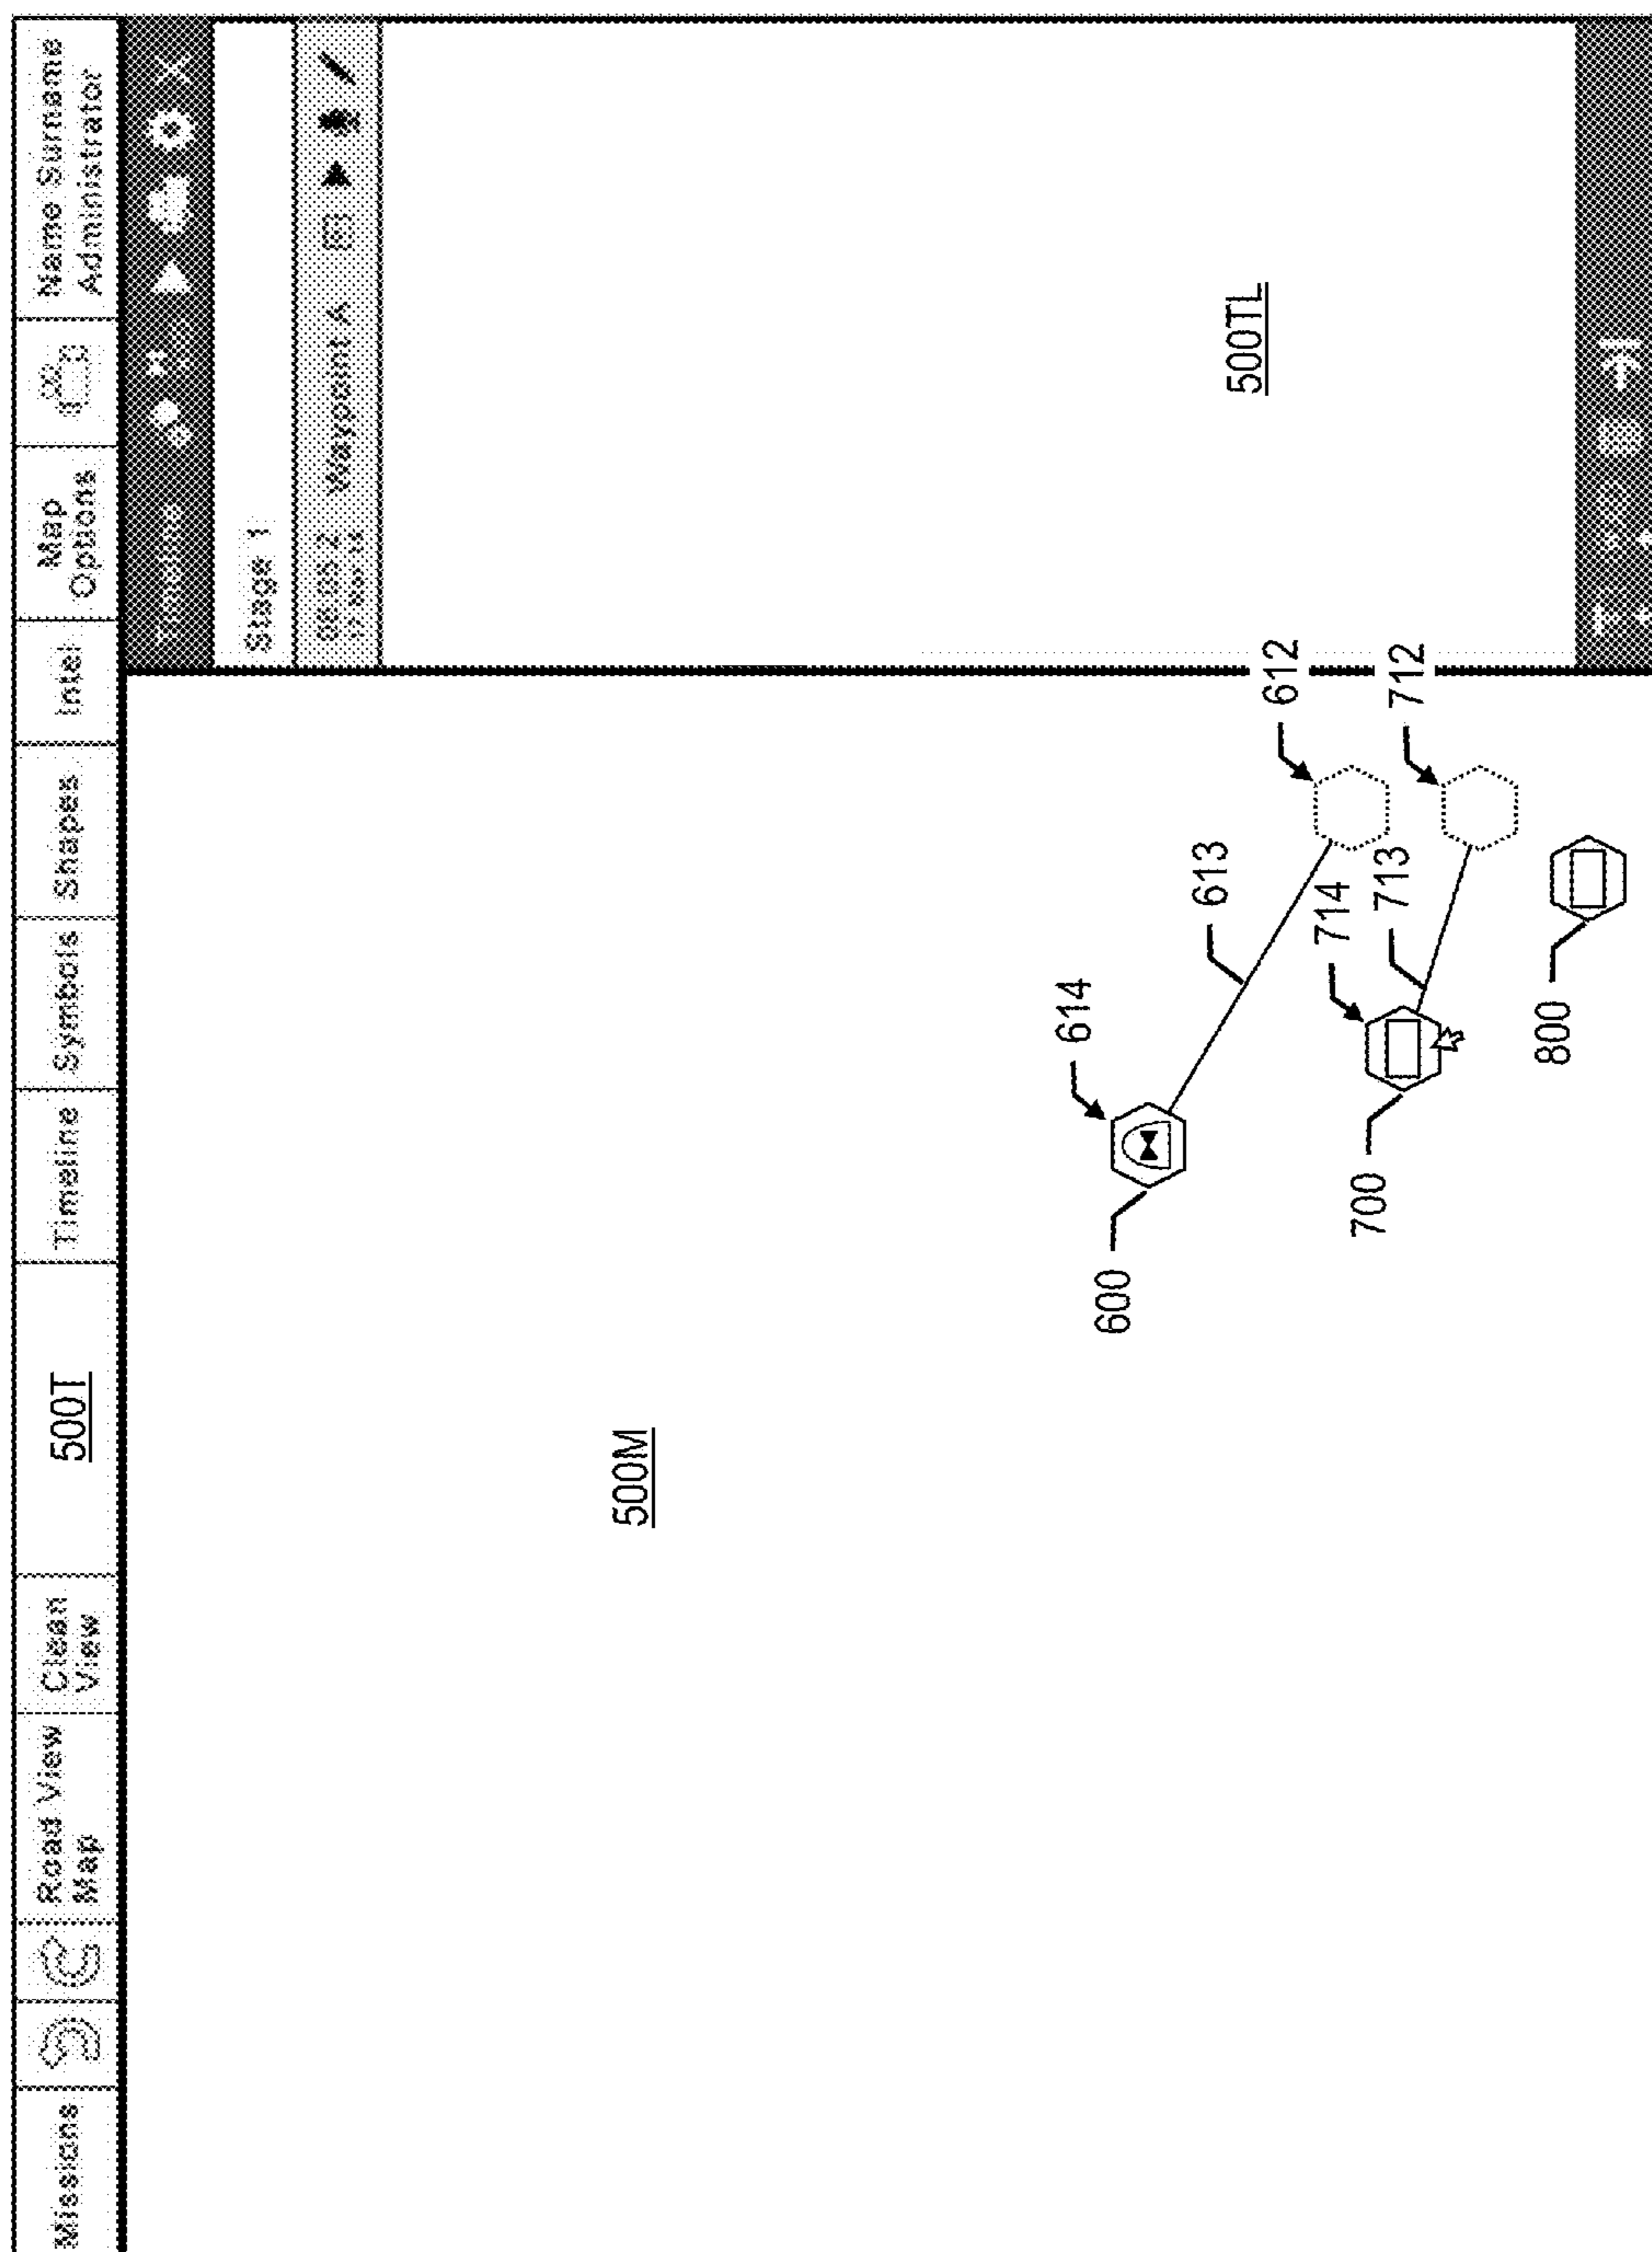 Missions
Road View
Map
Clean
View
500T
Timeline
Symbols
Shapes
Intel
Map
Options
Name Surname
Administrator
Stage 1
Waypoint A
500M
500TL
600
614
613
612
700
714
713
712
800